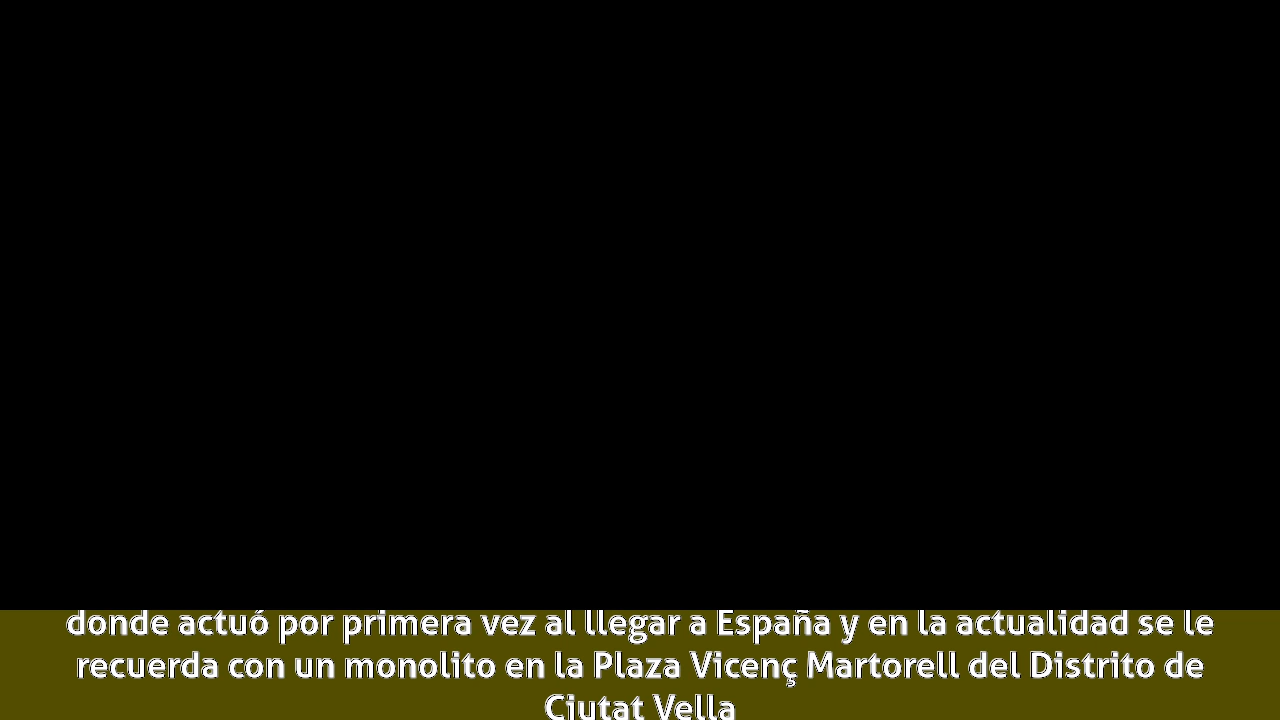 donde actuó por primera vez al llegar a España y en la actualidad se le
recuerda con un monolito en la Plaza Vicenç Martorell del Distrito de
Ciutat Vella